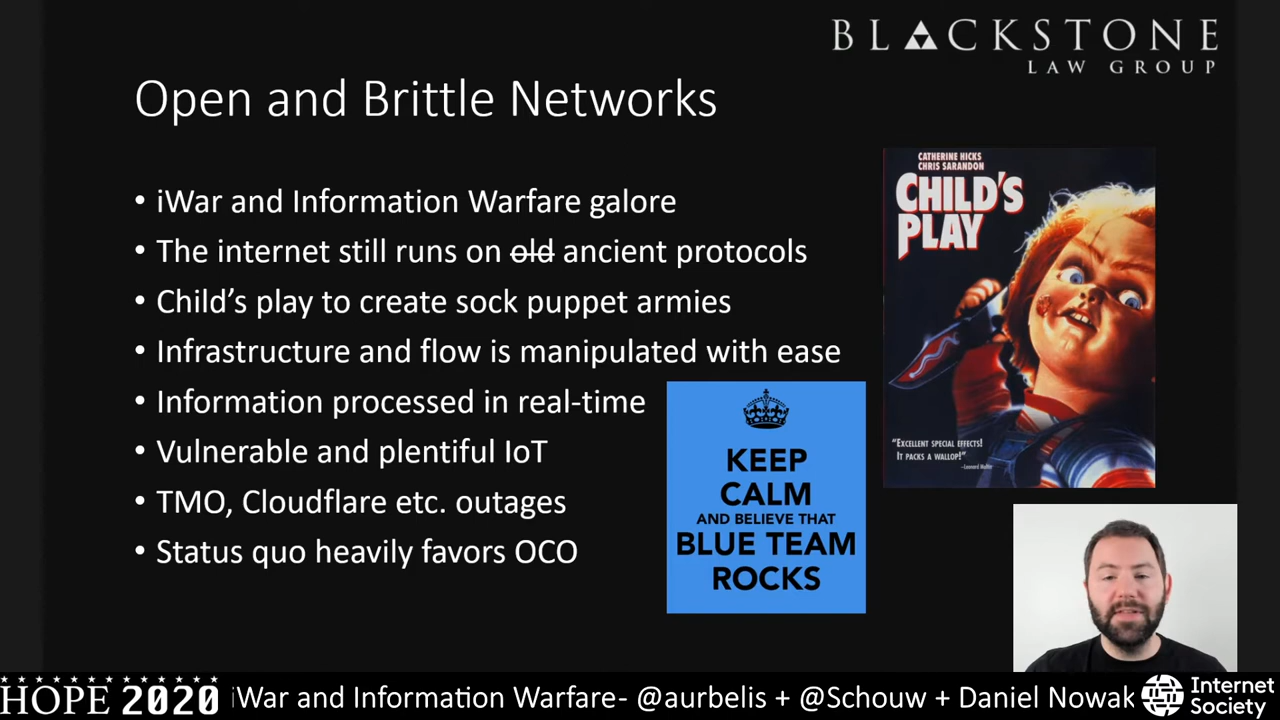 BLACKSTONE
LAW GROUP
Open and Brittle Networks
• iWar and Information Warfare galore
• The internet still runs on old ancient protocols
• Child's play to create sock puppet armies
• Infrastructure and flow is manipulated with ease
• Information processed in real-time
• Vulnerable and plentiful IoT
• TMO, Cloudflare etc. outages
• Status quo heavily favors OCO
CATHERINE HICKS
CHRIS SARANDON
CHILD'S
PLAY
"EXCELLENT SPECIAL EFFECTS!
IT PACKS A WALLOP!"
–Leonard Maltin
KEEP
CALM
AND BELIEVE THAT
BLUE TEAM
ROCKS
HOPE 2020
iWar and Information Warfare- @aurbelis + @Schouw + Daniel Nowak
Internet
Society